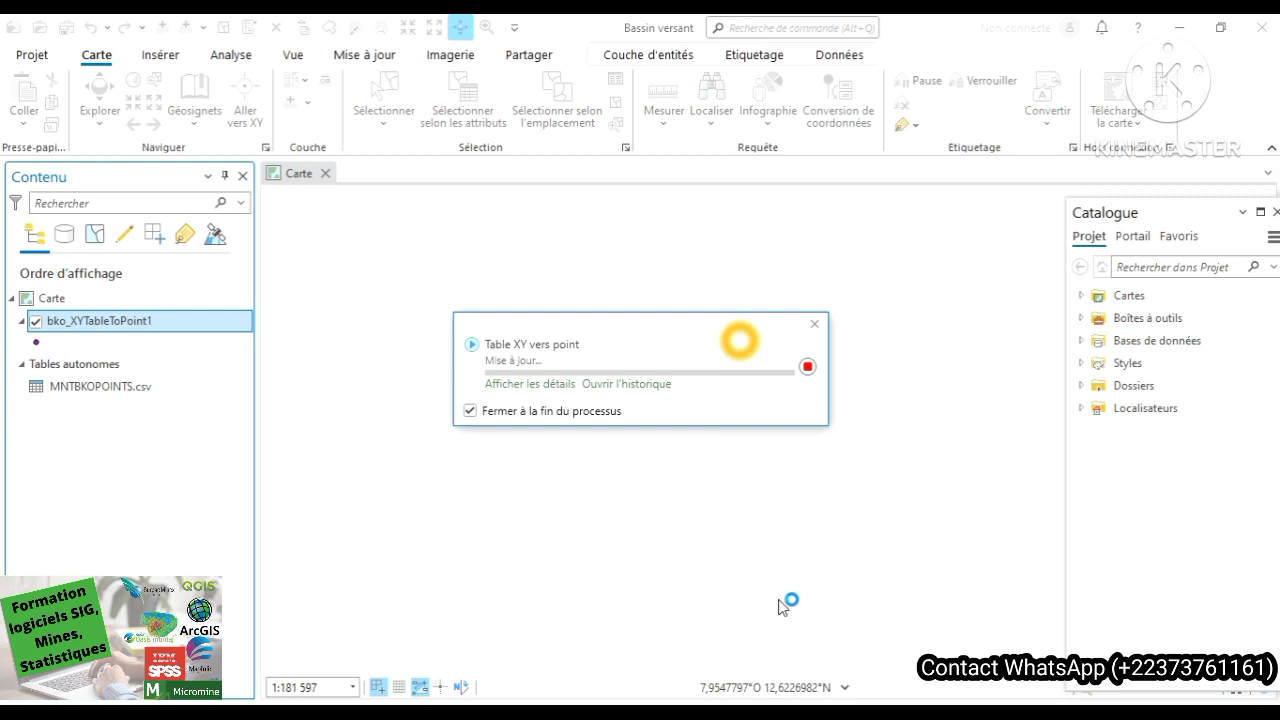 Bassin versant
Recherche de commande (Alt+Q)
Non connecté
?
Projet
Carte
Insérer
Analyse
Vue
Mise à jour
Imagerie
Partager
Couche d'entités
Etiquetage
Données
Coller
Explorer
Géosignets
Aller
vers XY
Sélectionner
Sélectionner
selon les attributs
Sélectionner selon
l'emplacement
Mesurer
Localiser
Infographie
Conversion de
coordonnées
Pause
Verrouiller
Convertir
Télécharger
la carte
Presse-papi...
Naviguer
Couche
Sélection
Requête
Etiquetage
KINEMASTER
Contenu
Rechercher
Ordre d'affichage
Carte
bko_XYTableToPoint1
Tables autonomes
MNTBKOPOINTS.csv
Carte
Table XY vers point
Mise à jour...
Afficher les détails Ouvrir l'historique
Fermer à la fin du processus
Catalogue
Projet
Portail
Favoris
Rechercher dans Projet
Cartes
Boîtes à outils
Bases de données
Styles
Dossiers
Localisateurs
Formation
logiciels SIG,
Mines,
Statistiques
QGIS
ArcGIS
SPSS
MapInfo
M Micromine
1:181 597
7,9547797°O 12,6226982°N
Contact WhatsApp (+22373761161)